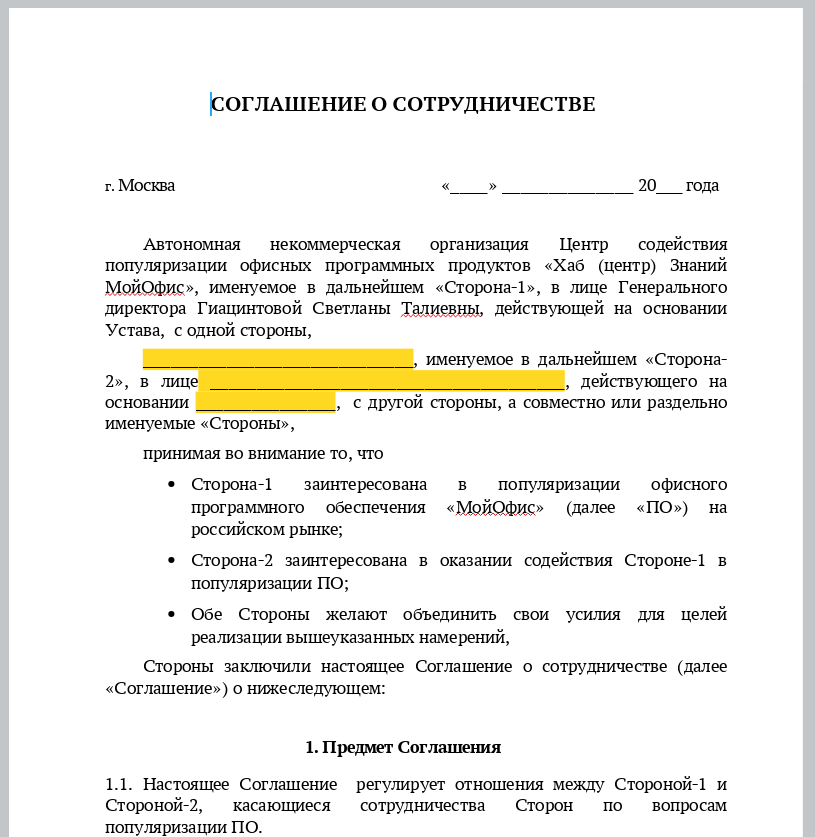 СОГЛАШЕНИЕ О СОТРУДНИЧЕСТВЕ
г. Москва «____» ______________ 20___ года
Автономная некоммерческая организация Центр содействия
популяризации офисных программных продуктов «Хаб (центр) Знаний
МойОфис», именуемое в дальнейшем «Сторона-1», в лице Генерального
директора Гиацинтовой Светланы Талиевны, действующей на основании
Устава, с одной стороны,
_____________________________, именуемое в дальнейшем «Сторона-
2», в лице ______________________________________, действующего на
основании _______________, с другой стороны, а совместно или раздельно
именуемые «Стороны»,
принимая во внимание то, что
• Сторона-1 заинтересована в популяризации офисного
программного обеспечения «МойОфис» (далее «ПО») на
российском рынке;
• Сторона-2 заинтересована в оказании содействия Стороне-1 в
популяризации ПО;
• Обе Стороны желают объединить свои усилия для целей
реализации вышеуказанных намерений,
Стороны заключили настоящее Соглашение о сотрудничестве (далее
«Соглашение») о нижеследующем:
1. Предмет Соглашения
1.1. Настоящее Соглашение регулирует отношения между Стороной-1 и
Стороной-2, касающиеся сотрудничества Сторон по вопросам
популяризации ПО.